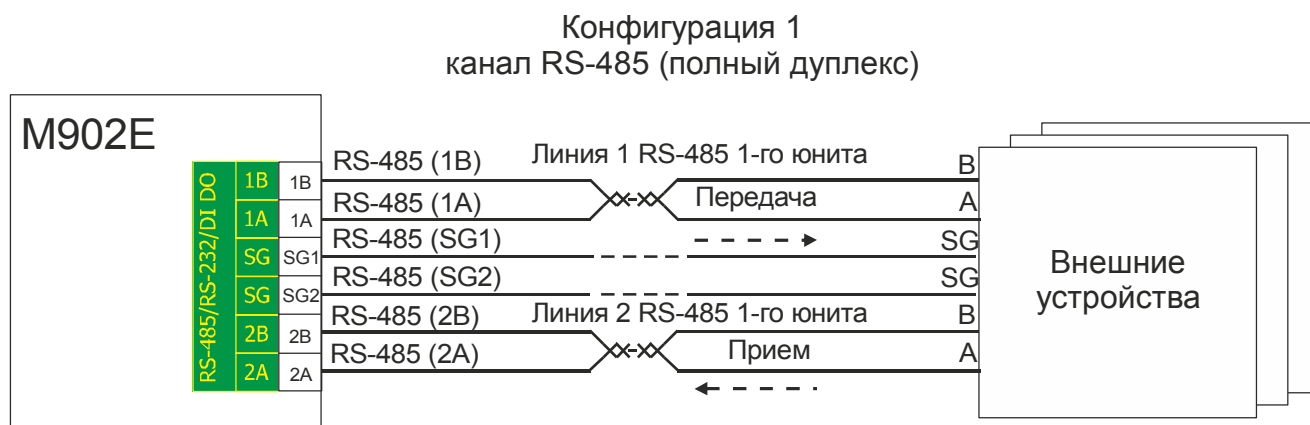 Конфигурация 1
канал RS-485 (полный дуплекс)
M902E
RS-485/RS-232/DI DO
1B
1A
SG
SG
2B
2A
1B
1A
SG1
SG2
2B
2A
RS-485 (1B)
RS-485 (1A)
RS-485 (SG1)
RS-485 (SG2)
RS-485 (2B)
RS-485 (2A)
Линия 1 RS-485 1-го юнита
Передача
Линия 2 RS-485 1-го юнита
Прием
B
A
SG
SG
B
A
Внешние
устройства